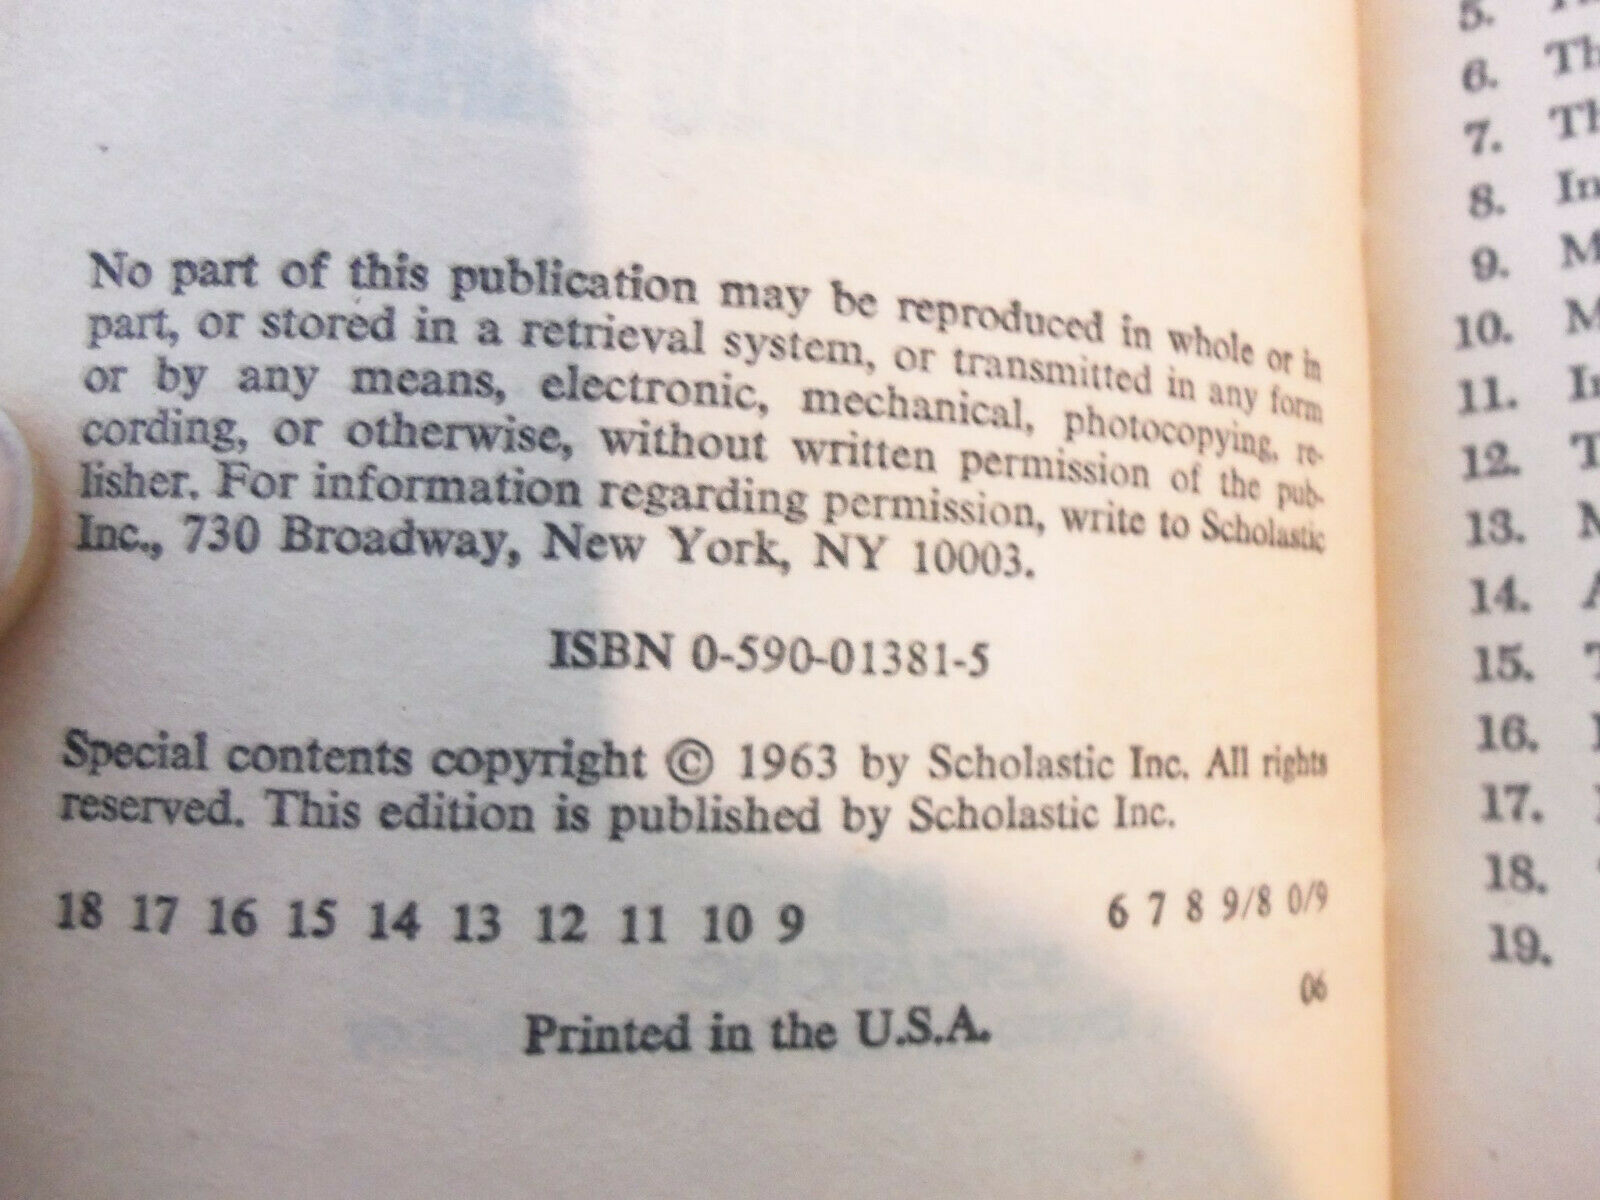 No part of this publication may be reproduced in whole or in
part, or stored in a retrieval system, or transmitted in any form
or by any means, electronic, mechanical, photocopying, re-
cording, or otherwise, without written permission of the pub-
lisher. For information regarding permission, write to Scholastic
Inc., 730 Broadway, New York, NY 10003.
ISBN 0-590-01381-5
Special contents copyright © 1963 by Scholastic Inc. All rights
reserved. This edition is published by Scholastic Inc.
18 17 16 15 14 13 12 11 10 9 6 7 8 9/8 0/9
06
Printed in the U.S.A.
5.
6. Th
7. Th
8. In
9. M
10. M
11. In
12. T
13. M
14. A
15. T
16.
17.
18.
19.